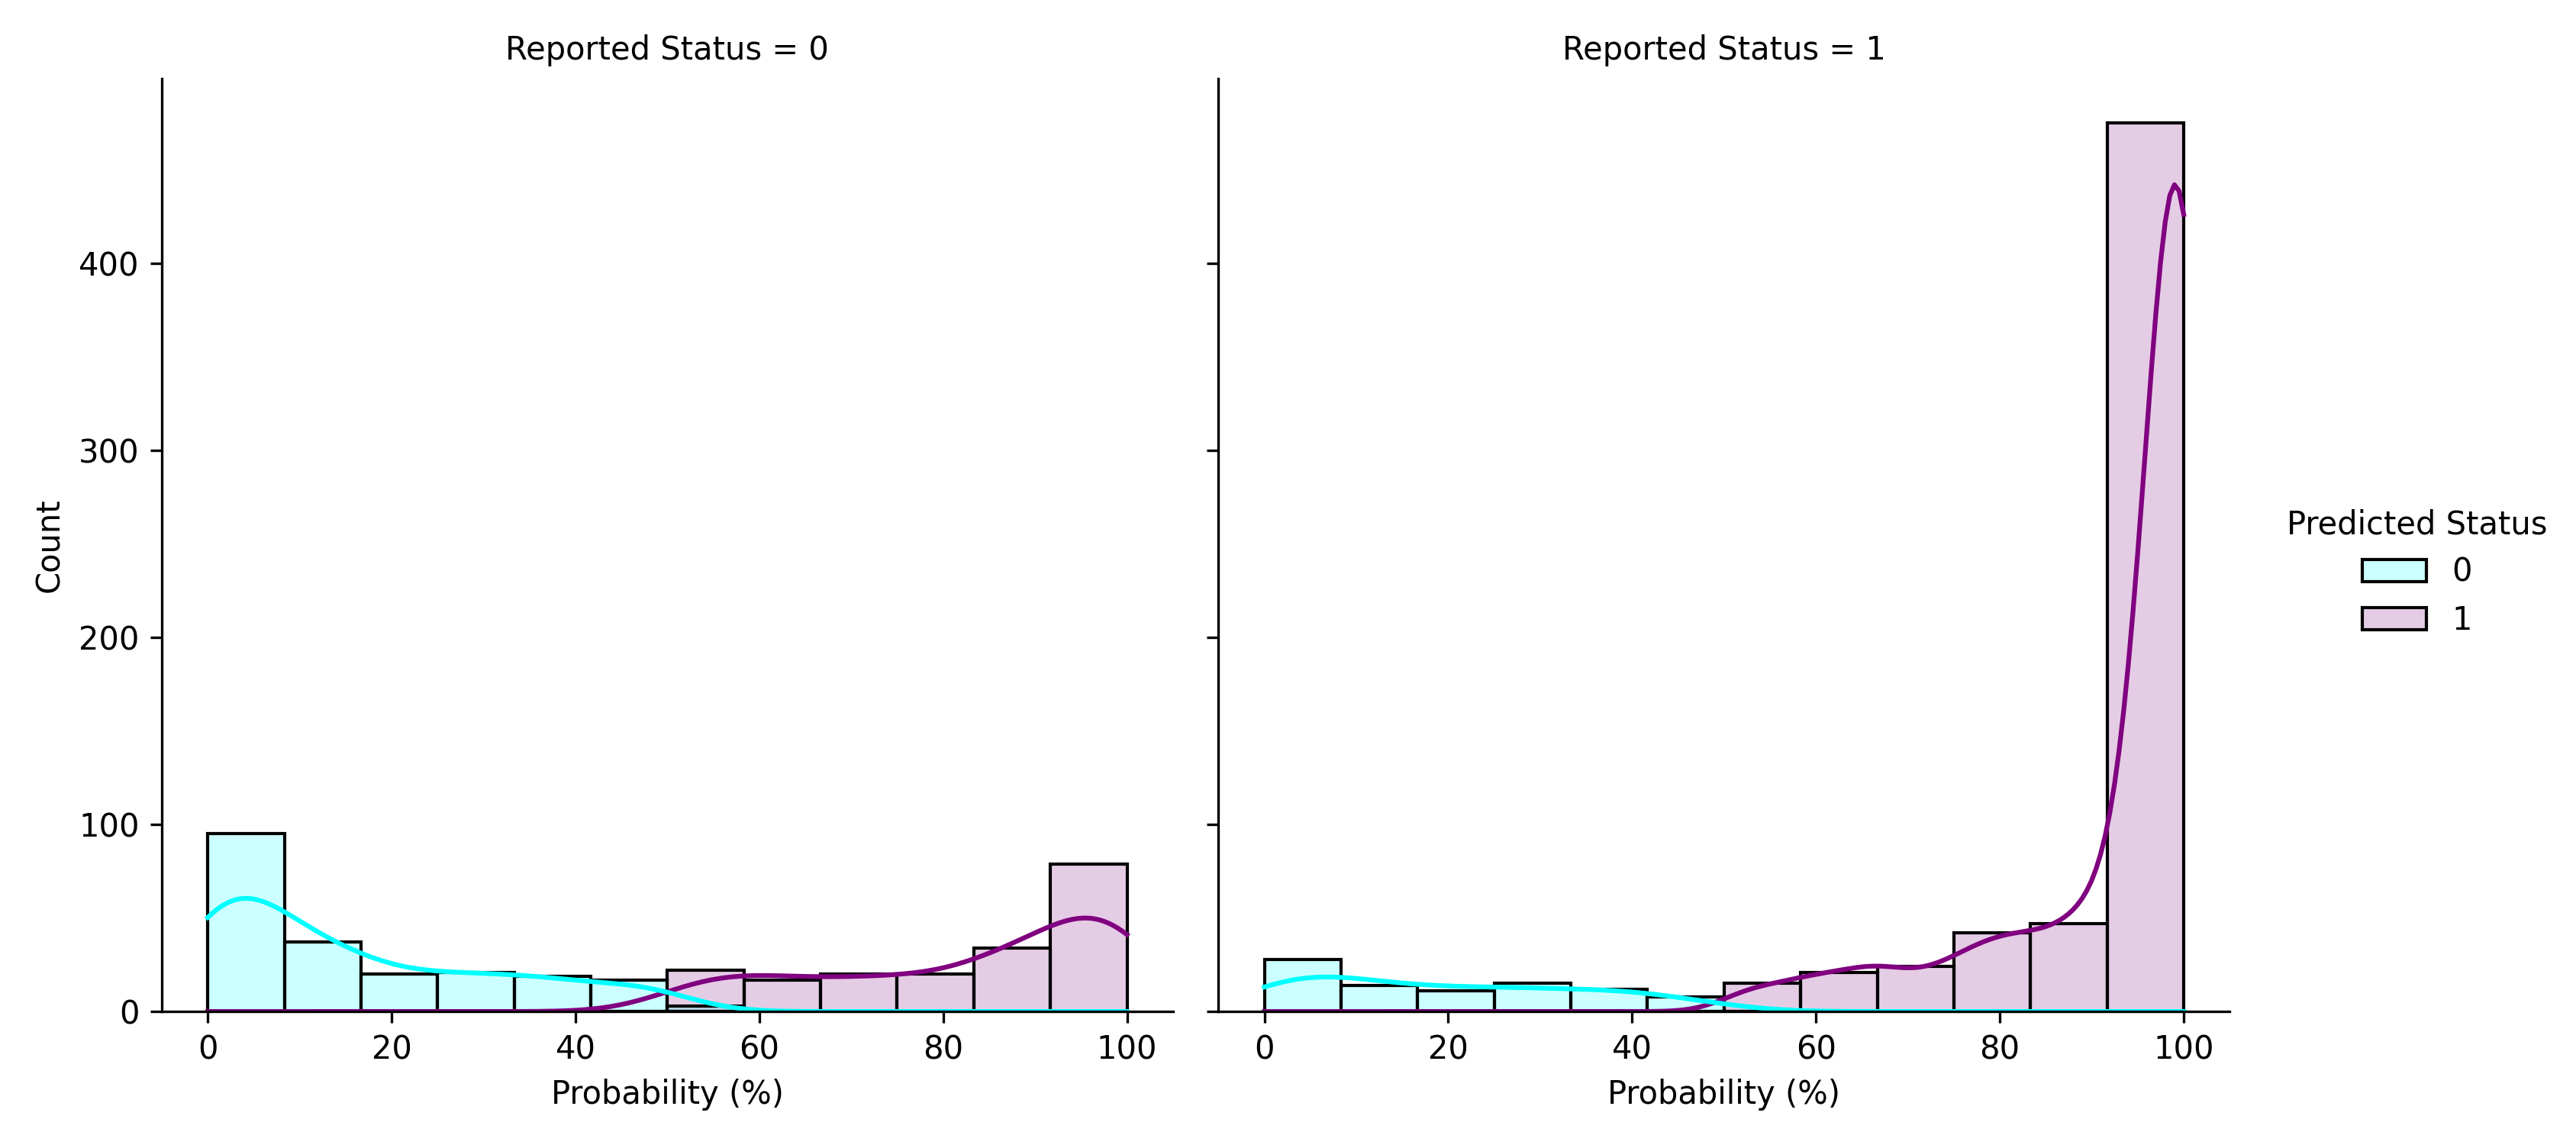 Reported Status = 0
Reported Status = 1
400
300
200
100
0
Count
0 20 40 60 80 100
0 20 40 60 80 100
Probability (%)
Probability (%)
Predicted Status
0
1